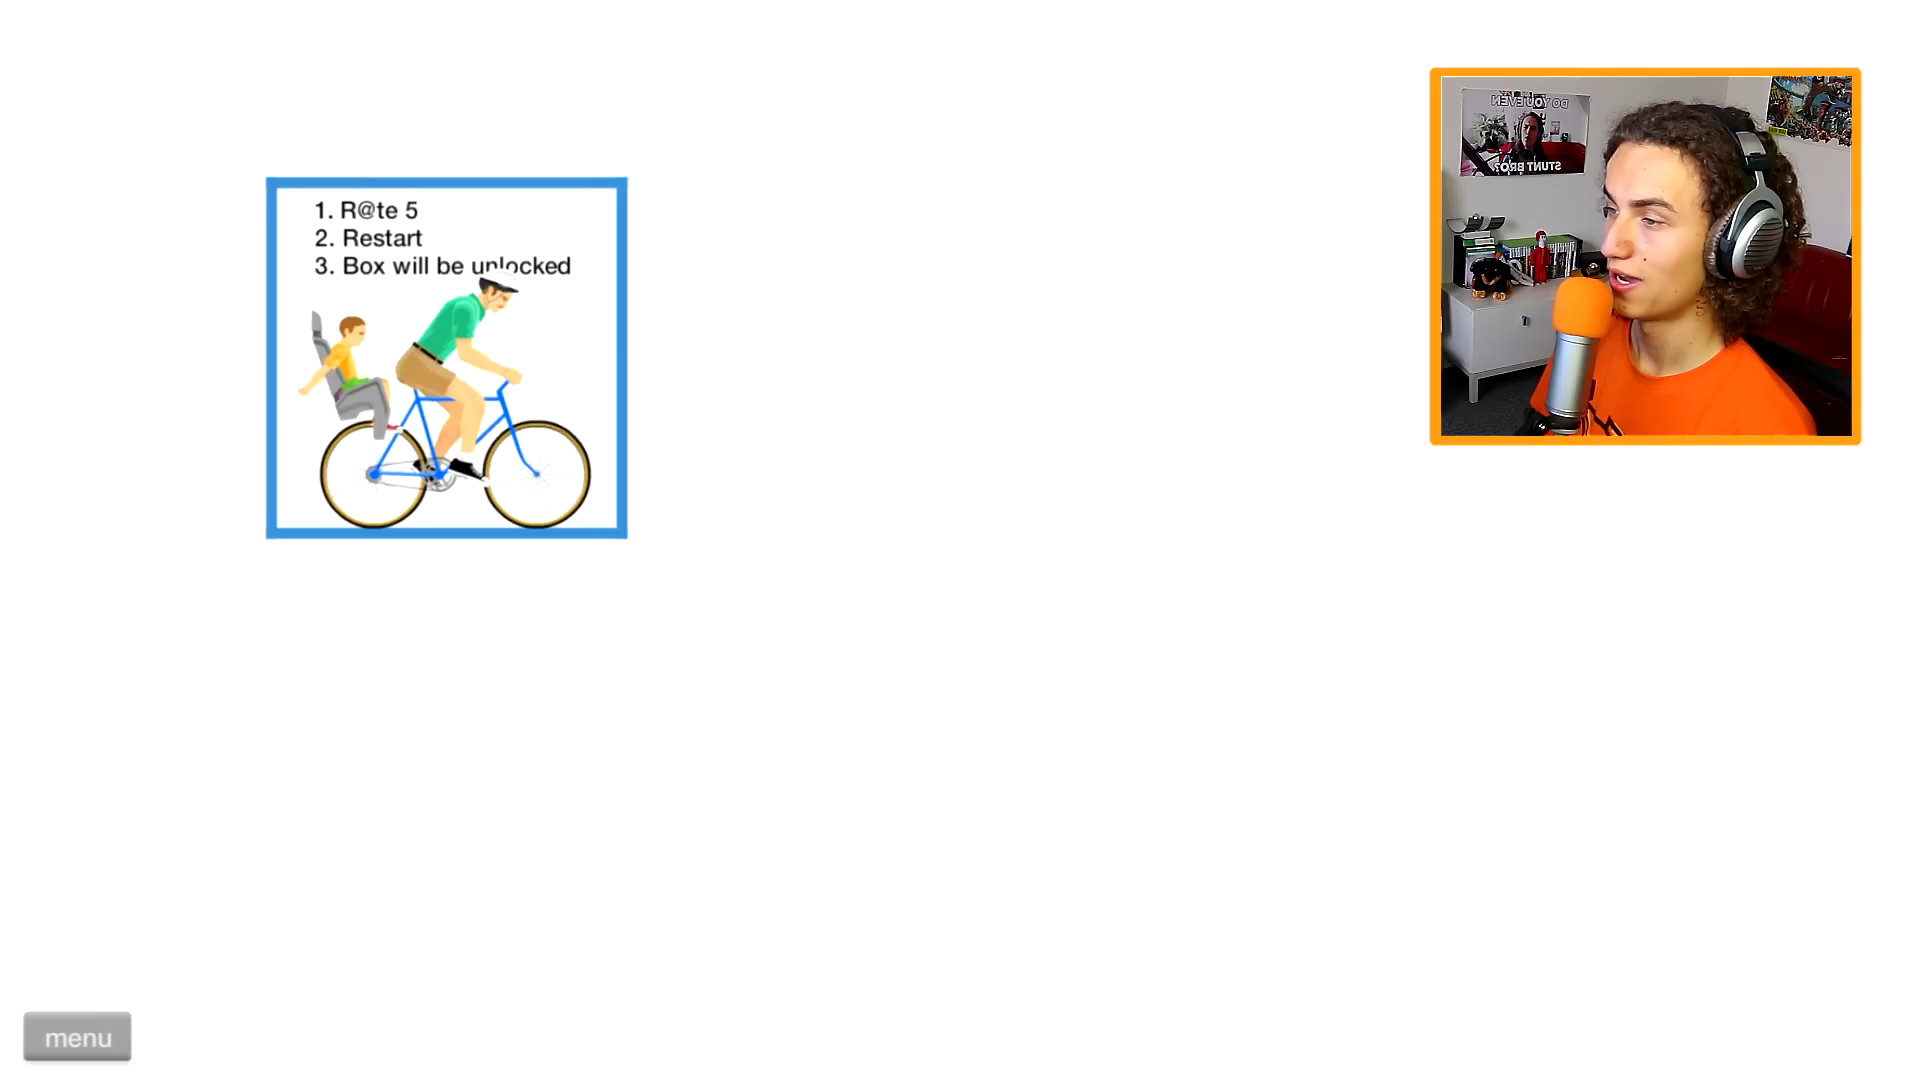 1. R@te 5
2. Restart
3. Box will be unlocked
DO YOU EVEN
STUNT BRO?
menu